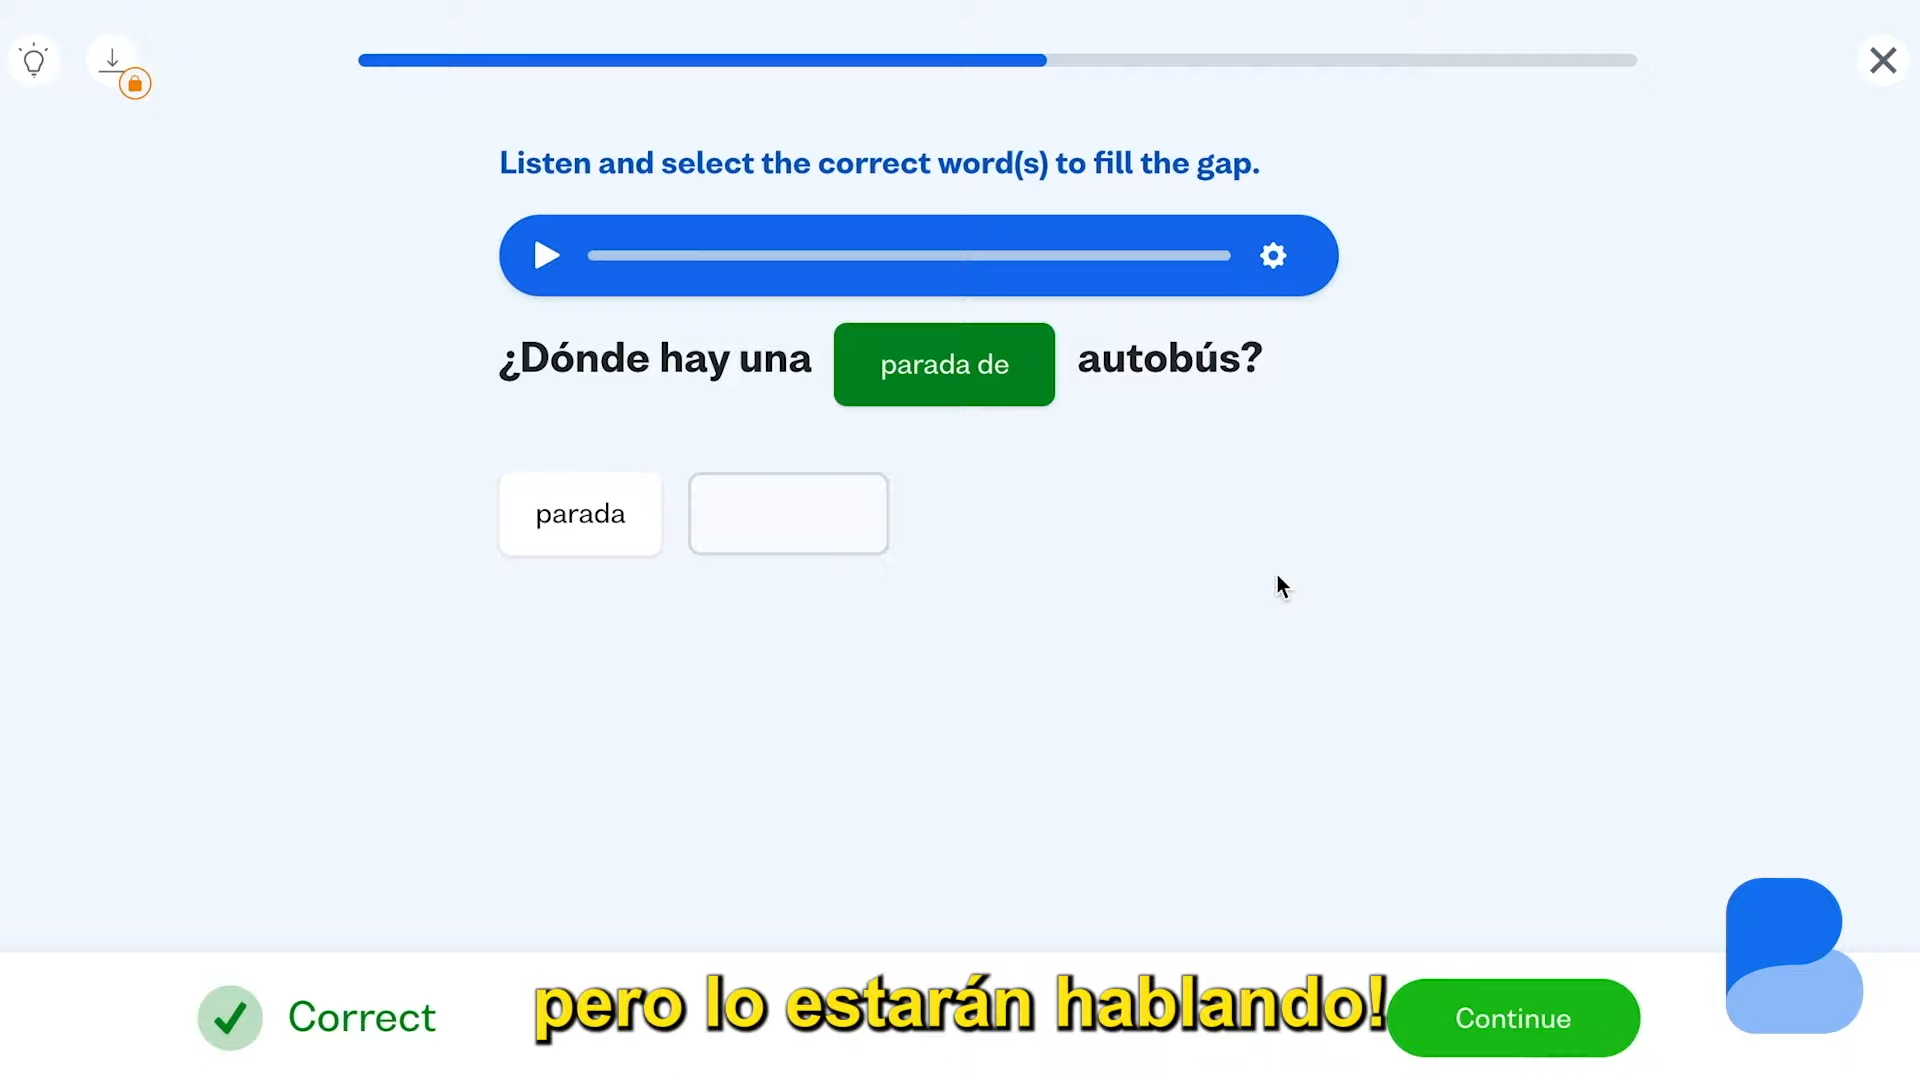 Listen and select the correct word(s) to fill the gap.
¿Dónde hay una parada de autobús?
parada
Correct
pero lo estarán hablando!
Continue